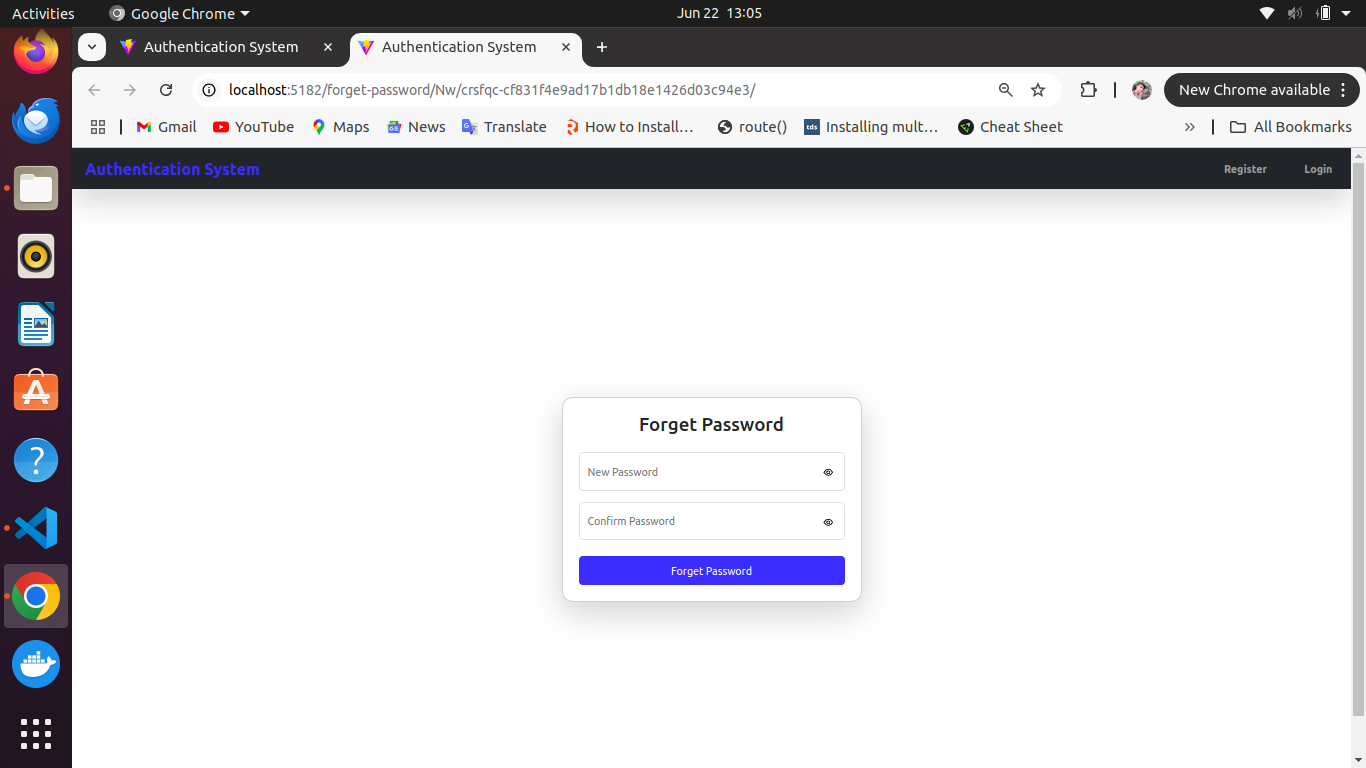 Activities Google Chrome Jun 22 13:05
Authentication System Authentication System
localhost:5182/forget-password/Nw/crsfqc-cf831f4e9ad17b1db18e1426d03c94e3/ New Chrome available
Gmail YouTube Maps News Translate How to Install… route() tds Installing mult… Cheat Sheet All Bookmarks
Authentication System Register Login
Forget Password
New Password
Confirm Password
Forget Password